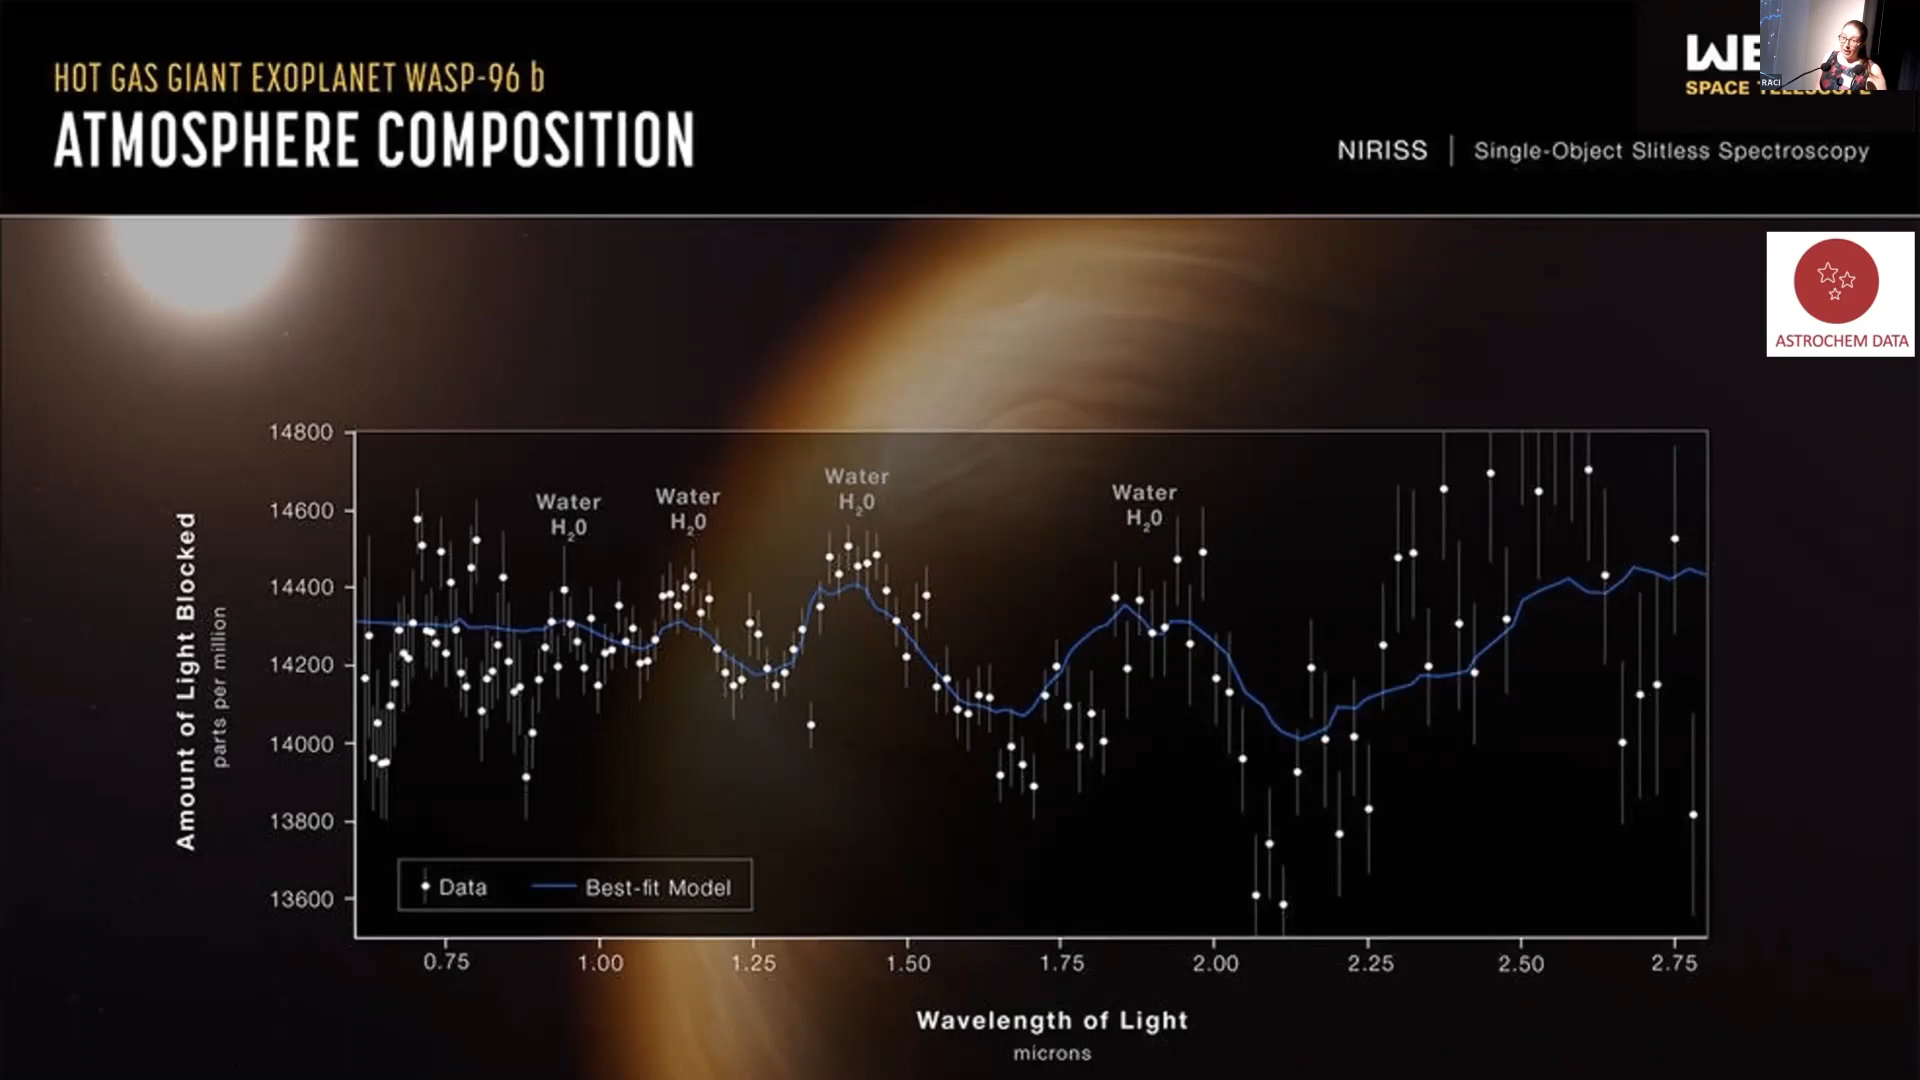 HOT GAS GIANT EXOPLANET WASP-96 b
ATMOSPHERE COMPOSITION
SPACE
RACI
NIRISS | Single-Object Slitless Spectroscopy
ASTROCHEM DATA
Amount of Light Blocked
parts per million
14800
14600
14400
14200
14000
13800
13600
Water
H₂O
Water
H₂O
Water
H₂O
Water
H₂O
Data
Best-fit Model
0.75
1.00
1.25
1.50
1.75
2.00
2.25
2.50
2.75
Wavelength of Light
microns